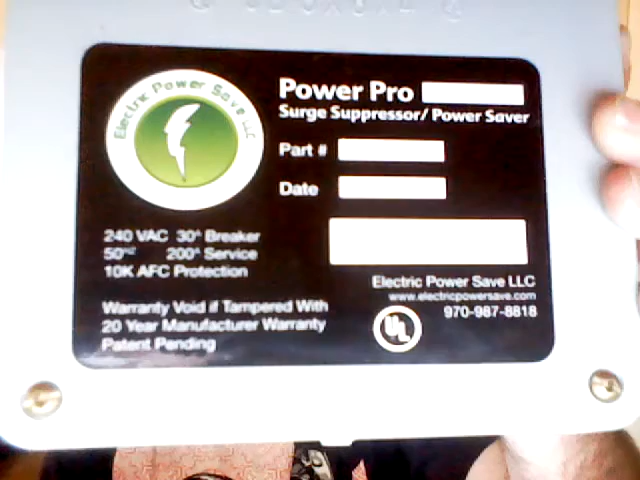 Electric Power Save LLC
Power Pro
Surge Suppressor/ Power Saver
Part #
Date
240 VAC 30A Breaker
50HZ 200A Service
10K AFC Protection
Warranty Void if Tampered With
20 Year Manufacturer Warranty
Patent Pending
Electric Power Save LLC
www.electricpowersave.com
970-987-8818
UL